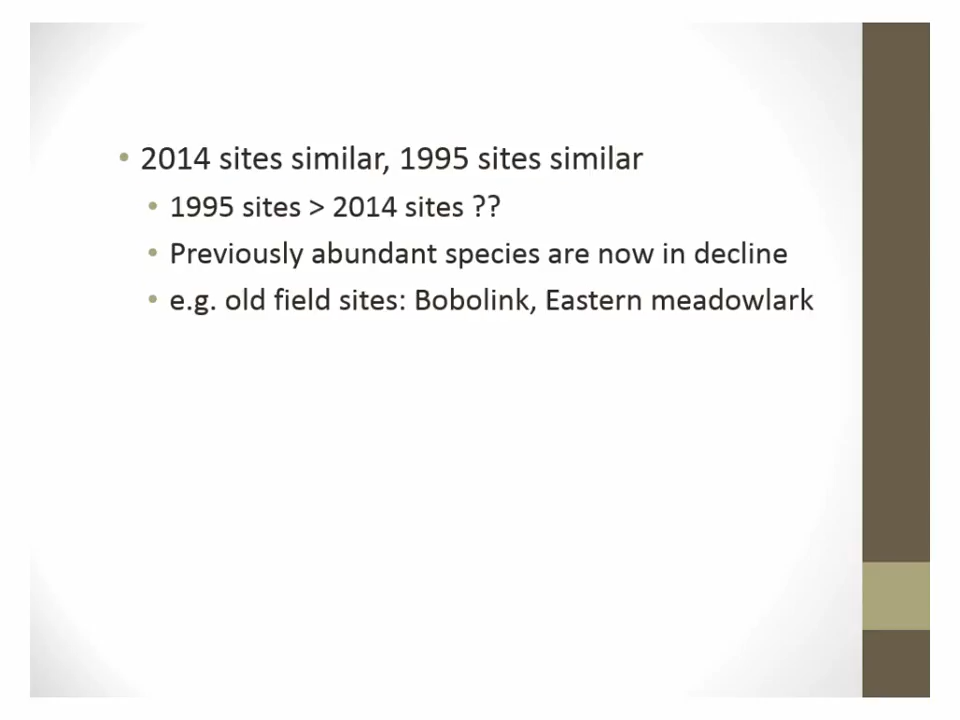 • 2014 sites similar, 1995 sites similar
• 1995 sites > 2014 sites ??
• Previously abundant species are now in decline
• e.g. old field sites: Bobolink, Eastern meadowlark